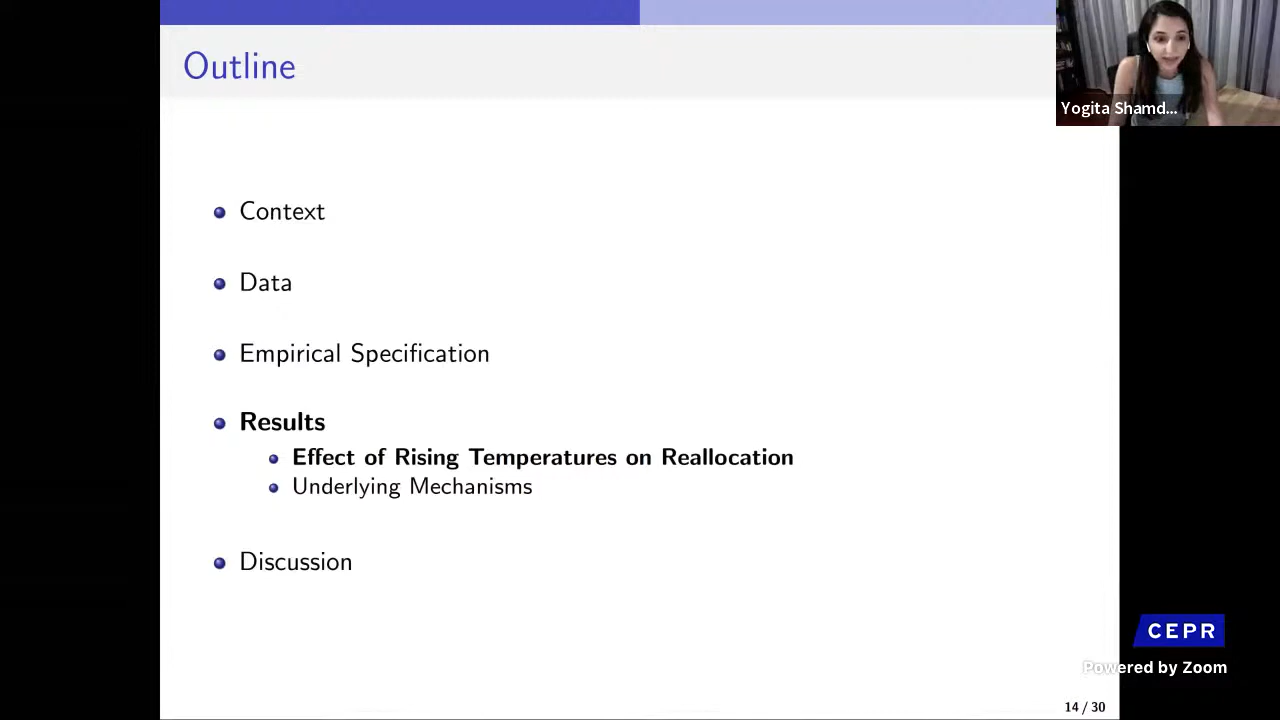 Outline
Yogita Shamd...
Context
Data
Empirical Specification
Results
Effect of Rising Temperatures on Reallocation
Underlying Mechanisms
Discussion
CEPR
Powered by Zoom
14 / 30